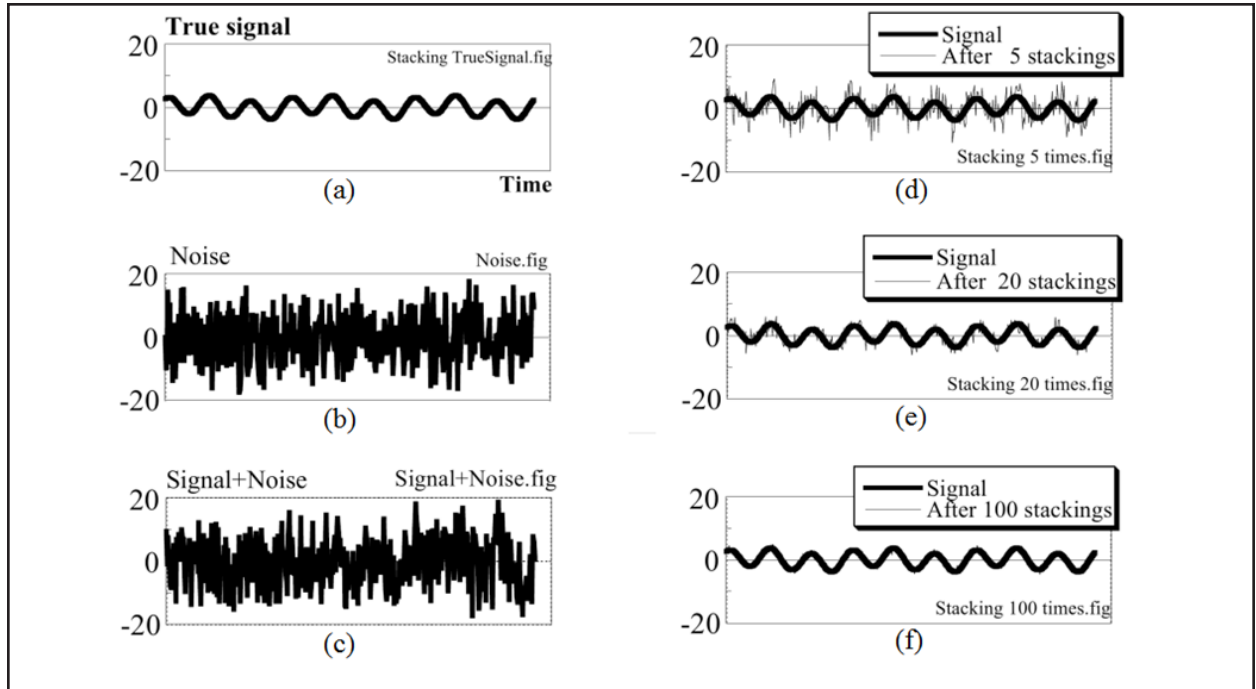 True signal
20
Stacking TrueSignal.fig
0
-20
Time
(a)
Noise
Noise.fig
20
0
-20
(b)
Signal+Noise
Signal+Noise.fig
20
0
-20
(c)
Signal
After 5 stackings
20
0
Stacking 5 times.fig
-20
(d)
Signal
After 20 stackings
20
0
Stacking 20 times.fig
-20
(e)
Signal
After 100 stackings
20
0
Stacking 100 times.fig
-20
(f)